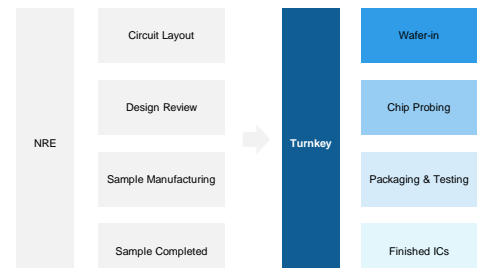 NRE
Circuit Layout
Design Review
Sample Manufacturing
Sample Completed
Turnkey
Wafer-in
Chip Probing
Packaging & Testing
Finished ICs